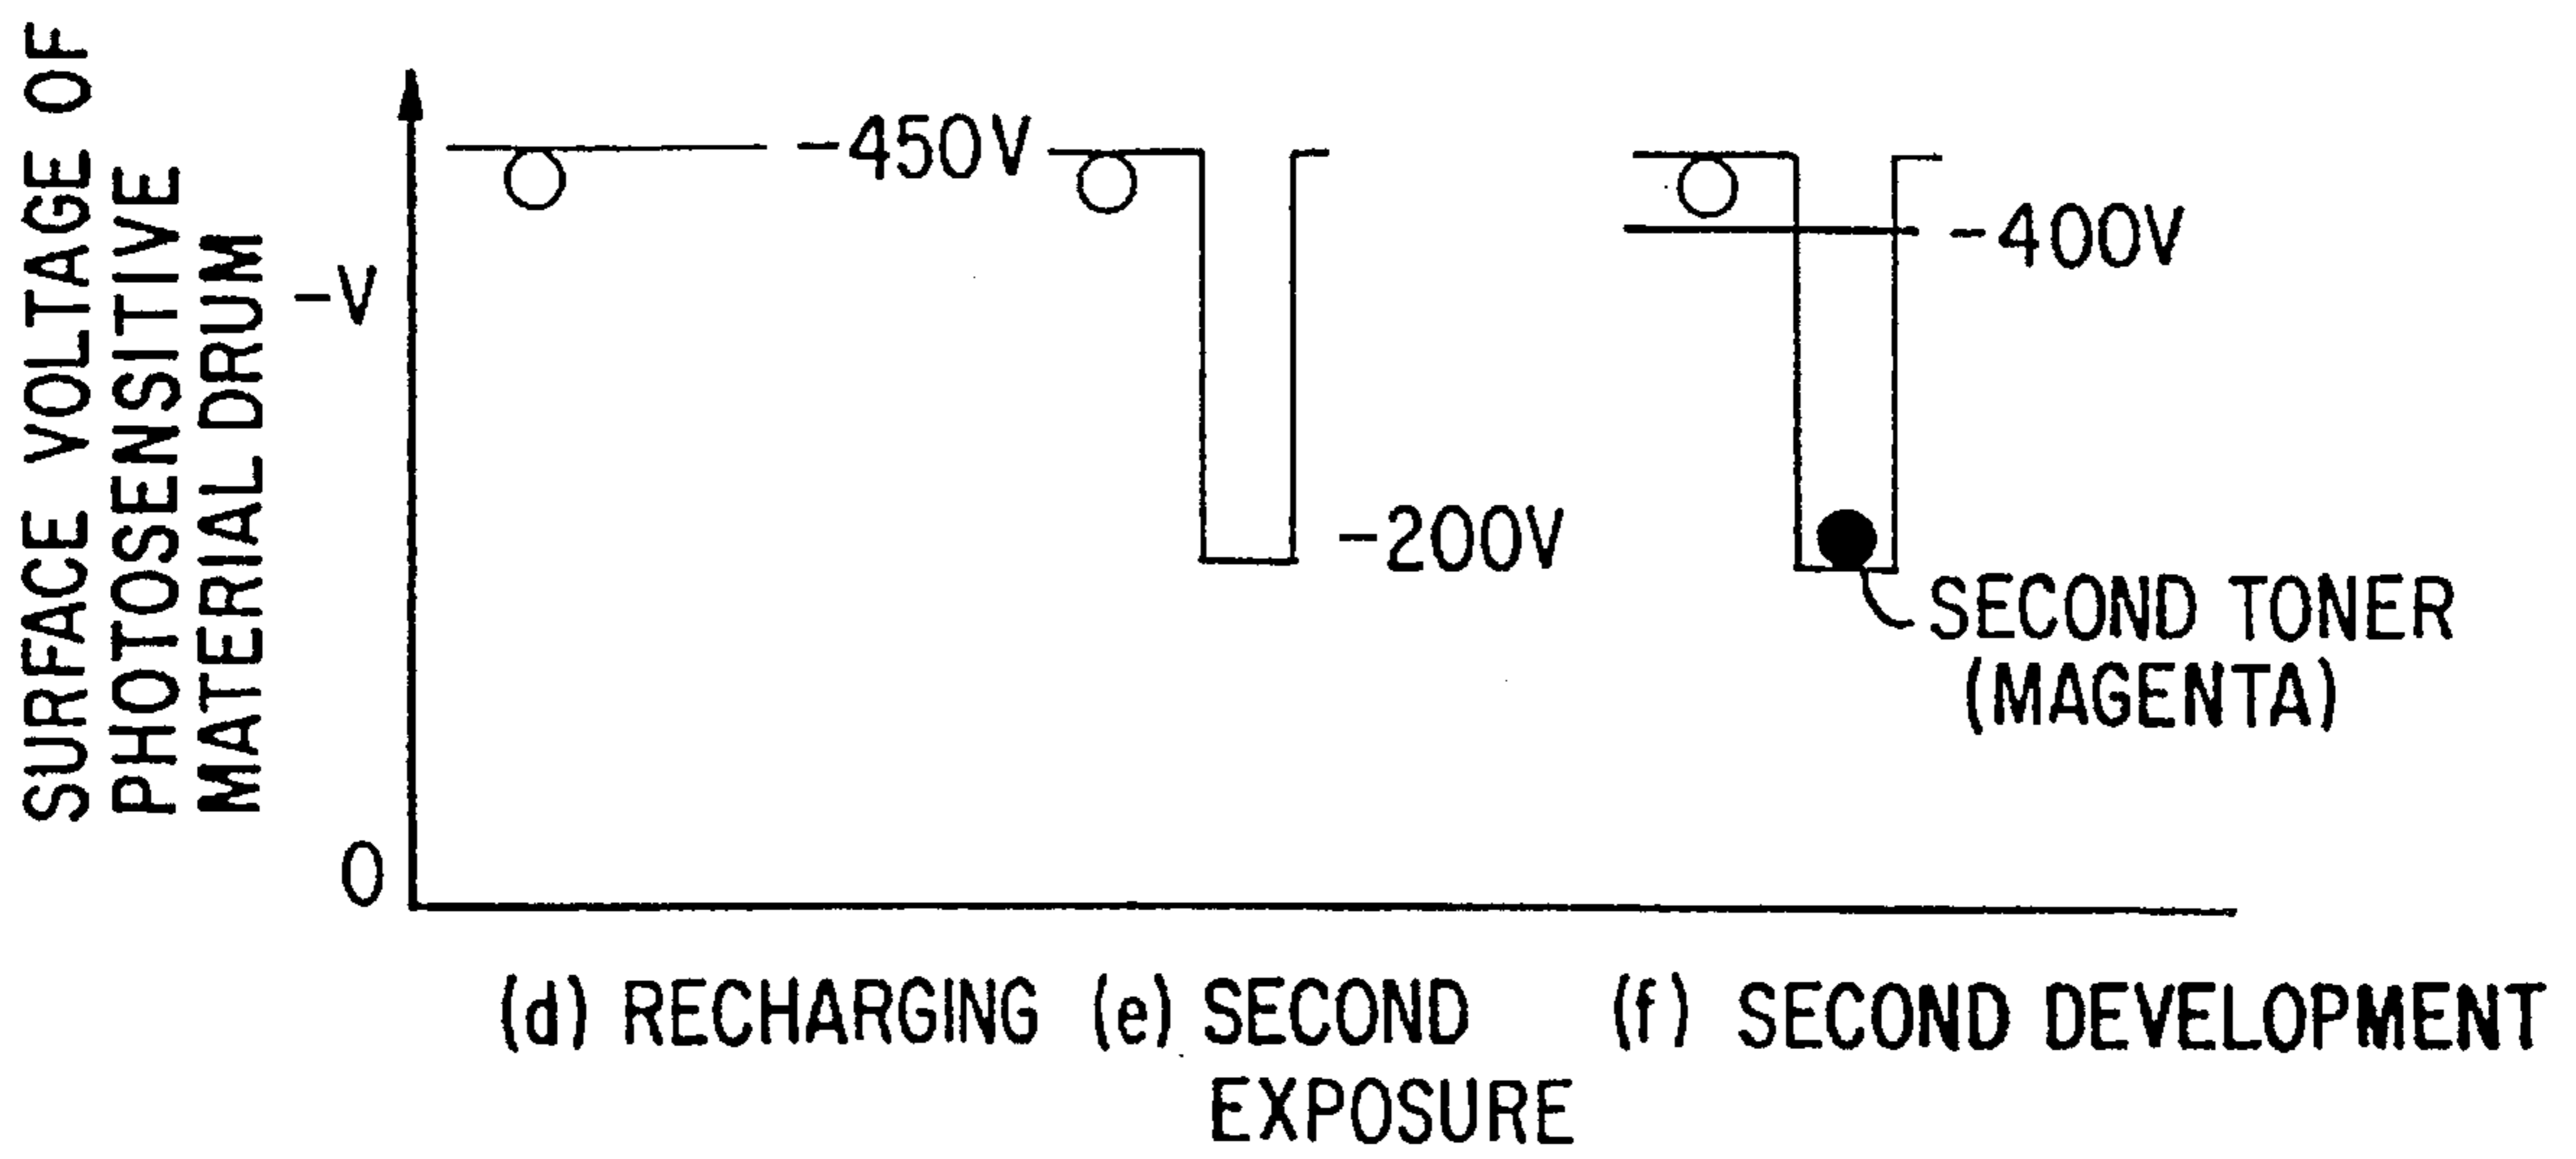 SURFACE VOLTAGE OF
PHOTOSENSITIVE
MATERIAL DRUM
-V
0
-450V
-200V
-400V
SECOND TONER
(MAGENTA)
(d) RECHARGING
(e) SECOND
EXPOSURE
(f) SECOND DEVELOPMENT